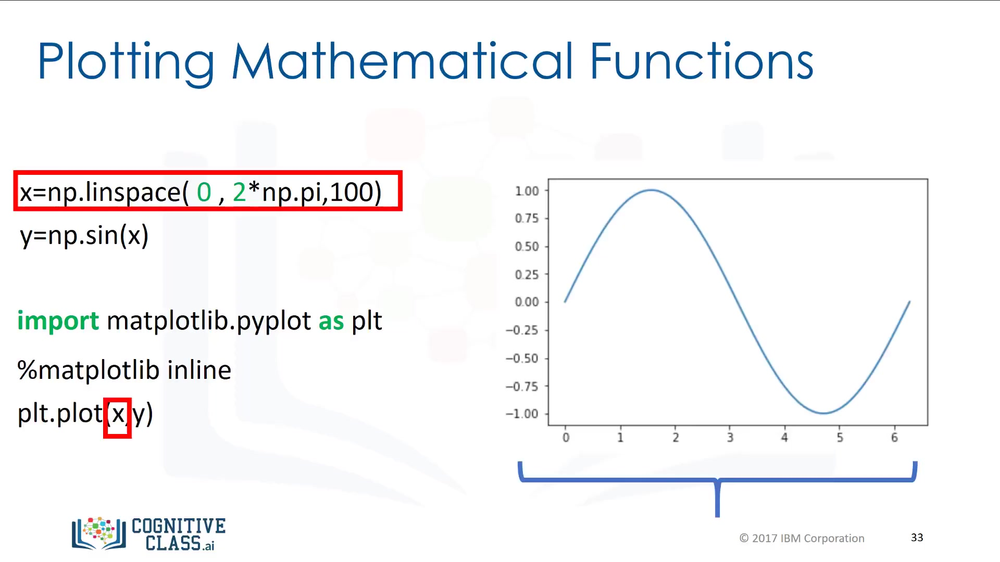 Plotting Mathematical Functions
x=np.linspace( 0 , 2*np.pi,100)
y=np.sin(x)
import matplotlib.pyplot as plt
%matplotlib inline
plt.plot(x,y)
1.00
0.75
0.50
0.25
0.00
−0.25
−0.50
−0.75
−1.00
0 1 2 3 4 5 6
COGNITIVE
CLASS.ai
© 2017 IBM Corporation 33